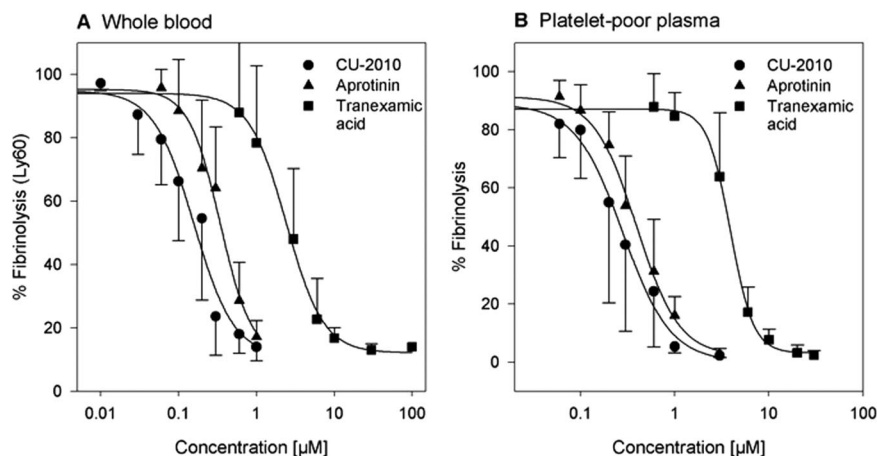 A Whole blood
CU-2010
Aprotinin
Tranexamic
acid
% Fibrinolysis (Ly60)
100
80
60
40
20
0
0.01
0.1
1
10
100
Concentration [µM]
B Platelet-poor plasma
CU-2010
Aprotinin
Tranexamic
acid
% Fibrinolysis
100
80
60
40
20
0
0.1
1
10
100
Concentration [µM]